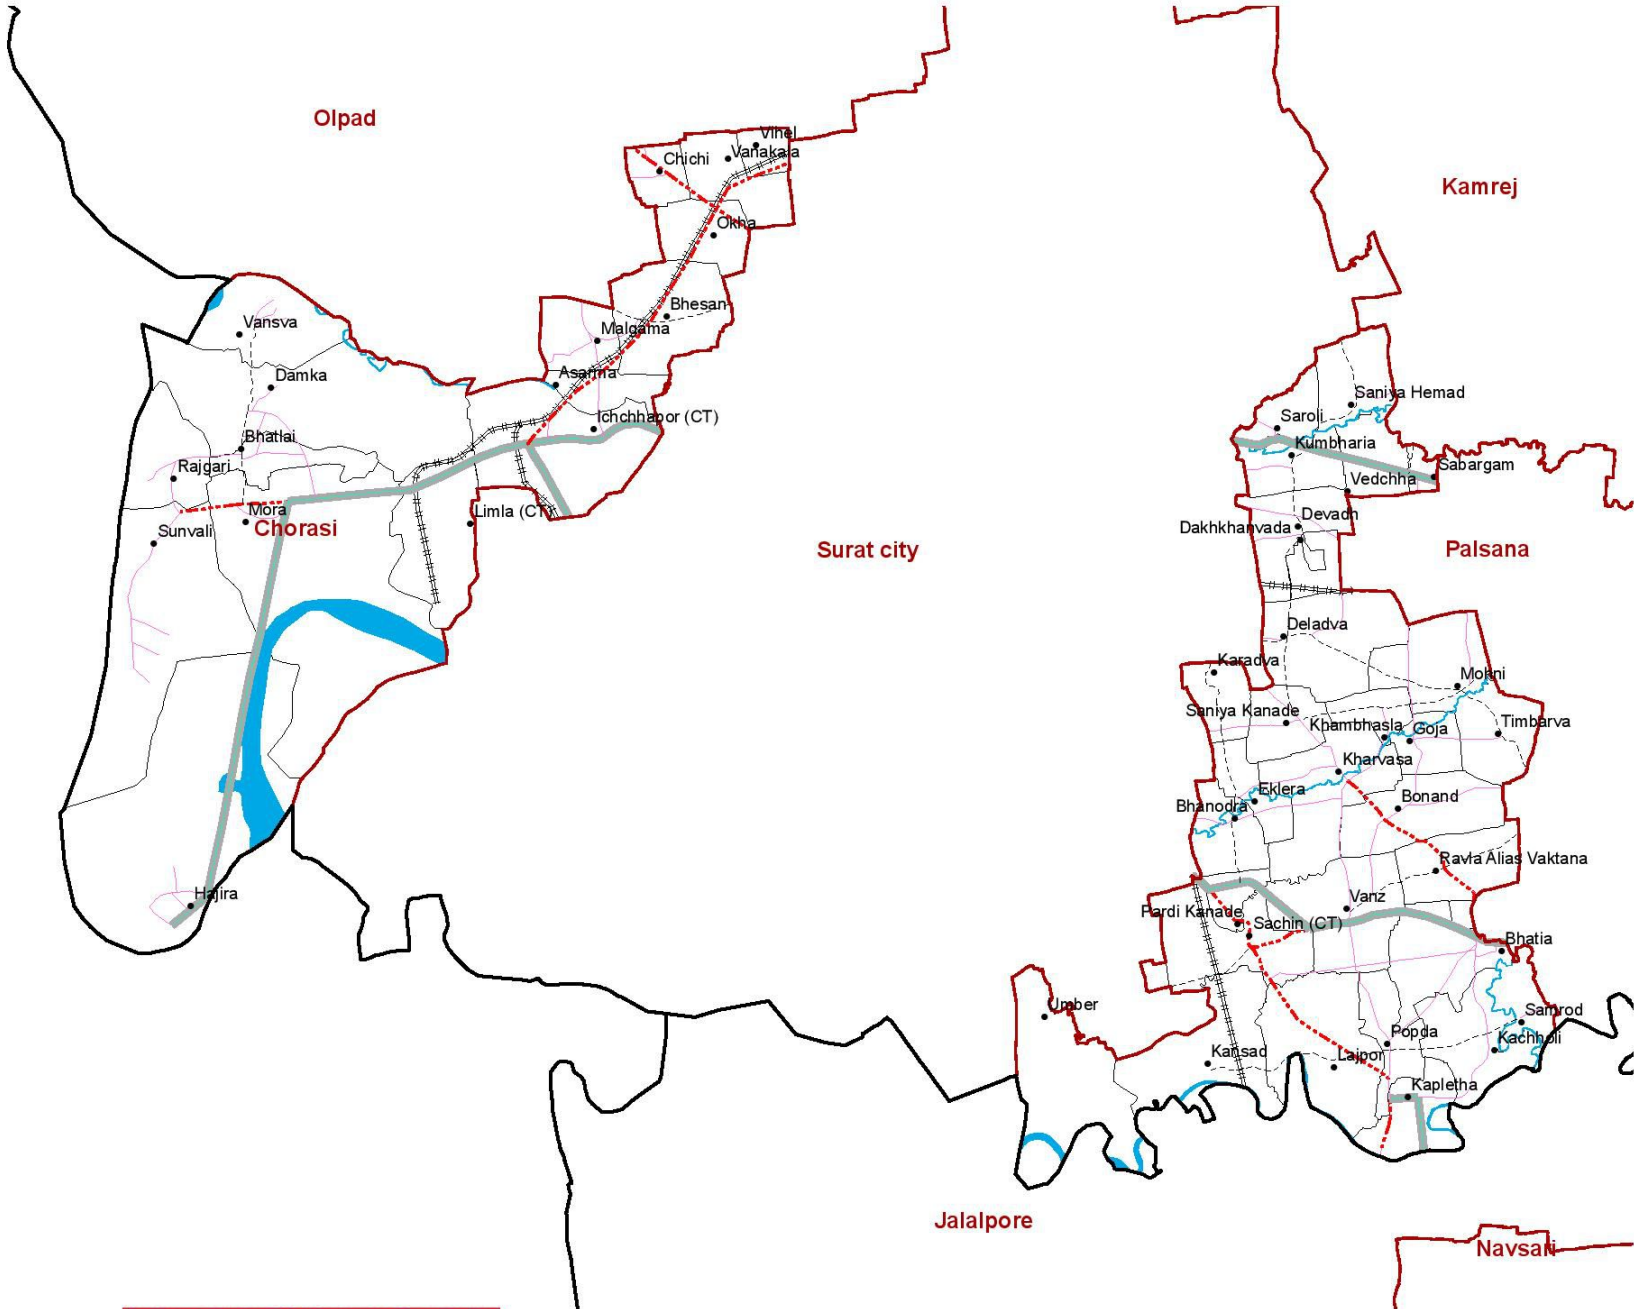 Olpad
Vihel
Vanakala
Chichi
Kamrej
Okha
Bhesan
Vansva
Malgama
Damka
Asarma
Saniya Hemad
Ichchhapor (CT)
Saroli
Bhatlai
Kumbharia
Rajgari
Sabargam
Vedchha
Mora
Limla (CT)
Devadh
Chorasi
Sunvali
Dakhkhanvada
Surat city
Palsana
Deladva
Karadva
Mohni
Saniya Kanade
Khambhasla
Goja
Timbarva
Kharvasa
Eklera
Bonand
Bhanodra
Ravla Alias Vaktana
Hajira
Vanz
Pardi Kanade
Sachin (CT)
Bhatia
Umber
Samrod
Popda
Kachholi
Kansad
Lajpor
Kapletha
Jalalpore
Navsari